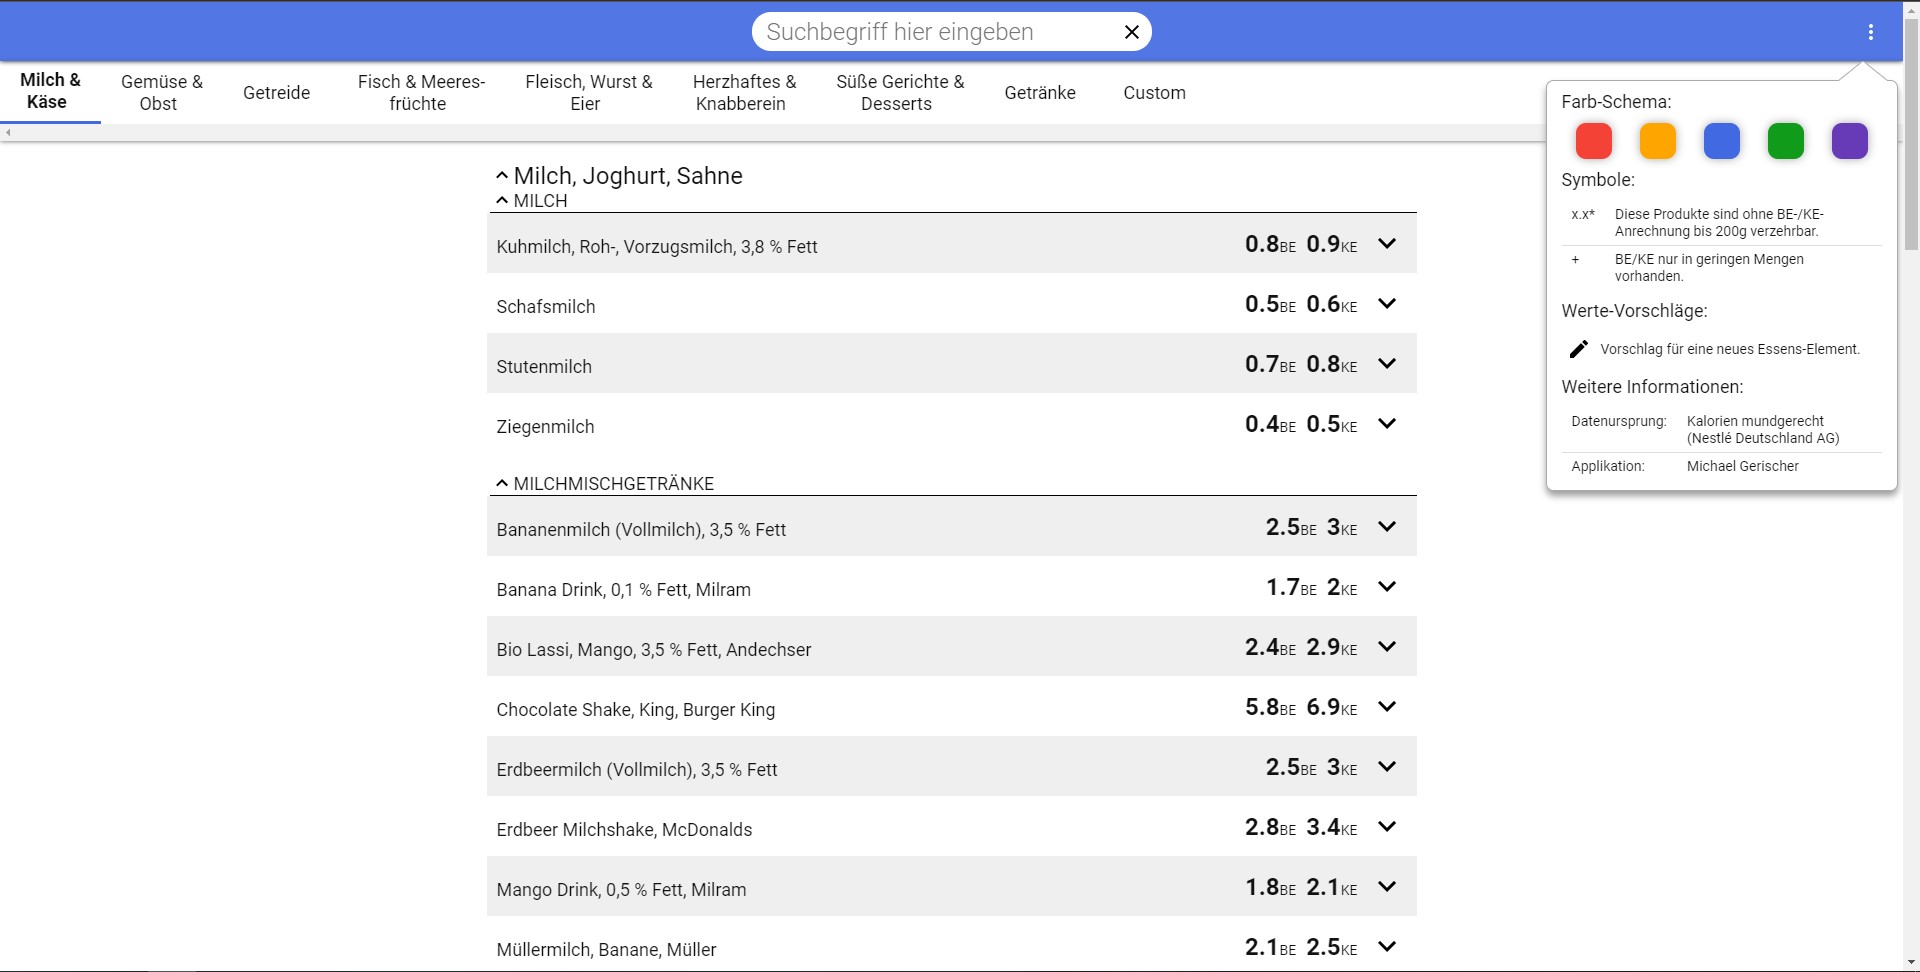 Suchbegriff hier eingeben
Milch &
Käse
Gemüse &
Obst
Getreide
Fisch & Meeres-
früchte
Fleisch, Wurst &
Eier
Herzhaftes &
Knabberein
Süße Gerichte &
Desserts
Getränke
Custom
Milch, Joghurt, Sahne
MILCH
Kuhmilch, Roh-, Vorzugsmilch, 3,8 % Fett 0.8BE 0.9KE
Schafsmilch 0.5BE 0.6KE
Stutenmilch 0.7BE 0.8KE
Ziegenmilch 0.4BE 0.5KE
MILCHMISCHGETRÄNKE
Bananenmilch (Vollmilch), 3,5 % Fett 2.5BE 3KE
Banana Drink, 0,1 % Fett, Milram 1.7BE 2KE
Bio Lassi, Mango, 3,5 % Fett, Andechser 2.4BE 2.9KE
Chocolate Shake, King, Burger King 5.8BE 6.9KE
Erdbeermilch (Vollmilch), 3,5 % Fett 2.5BE 3KE
Erdbeer Milchshake, McDonalds 2.8BE 3.4KE
Mango Drink, 0,5 % Fett, Milram 1.8BE 2.1KE
Müllermilch, Banane, Müller 2.1BE 2.5KE
Farb-Schema:
Symbole:
x.x* Diese Produkte sind ohne BE-/KE-
Anrechnung bis 200g verzehrbar.
+ BE/KE nur in geringen Mengen
vorhanden.
Werte-Vorschläge:
Vorschlag für eine neues Essens-Element.
Weitere Informationen:
Datenursprung: Kalorien mundgerecht
(Nestlé Deutschland AG)
Applikation: Michael Gerischer